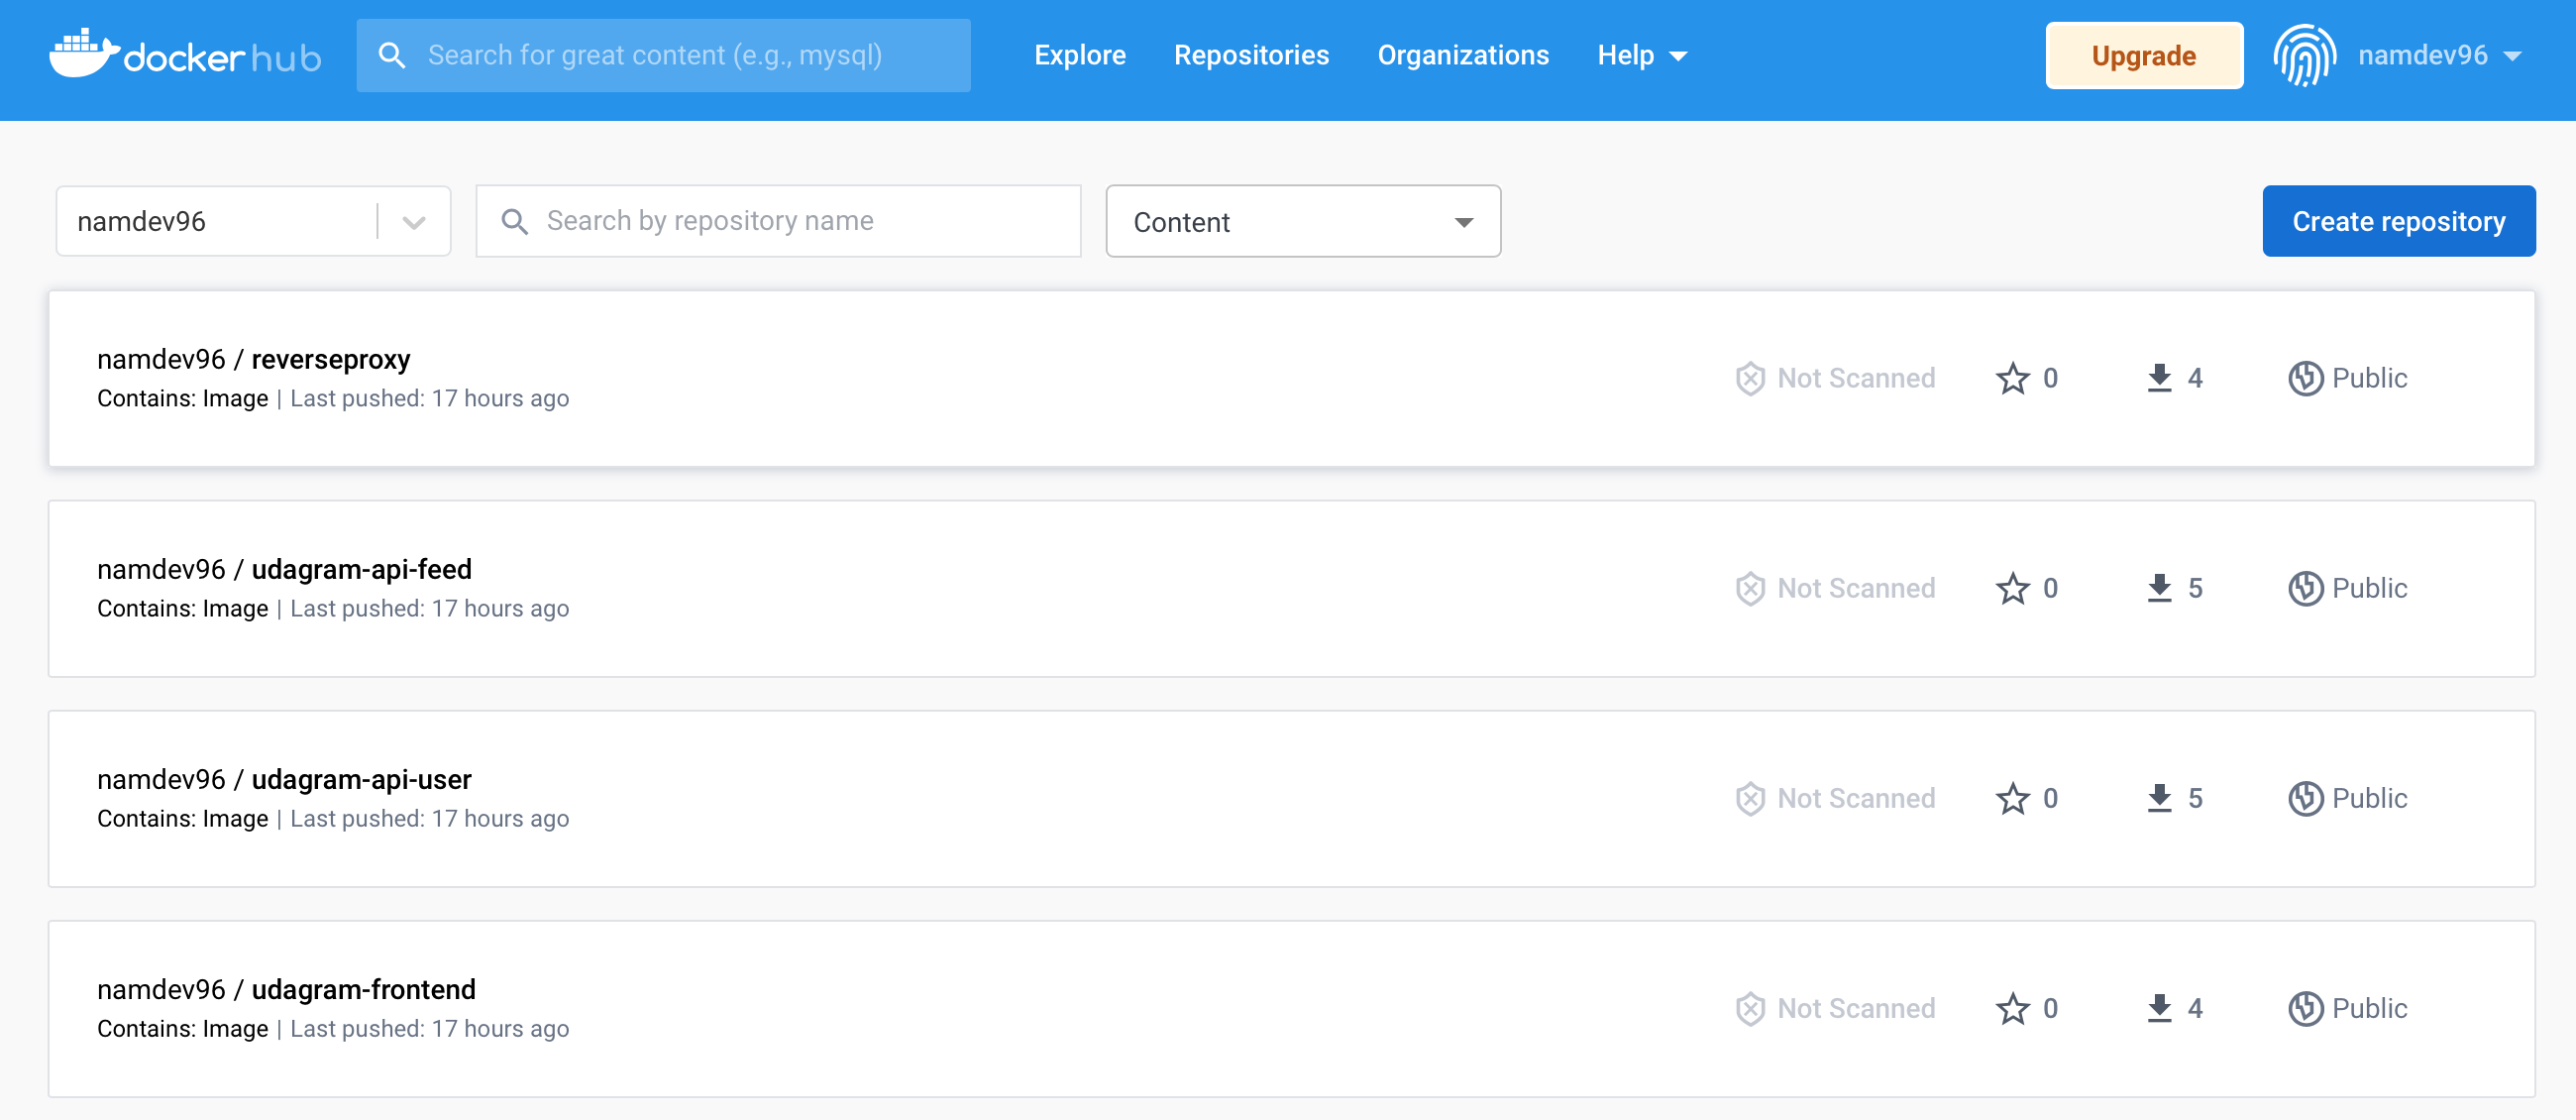 docker hub
Search for great content (e.g., mysql)
Explore
Repositories
Organizations
Help
Upgrade
namdev96
namdev96
Search by repository name
Content
Create repository
namdev96 / reverseproxy
Contains: Image | Last pushed: 17 hours ago
Not Scanned
0
4
Public
namdev96 / udagram-api-feed
Contains: Image | Last pushed: 17 hours ago
Not Scanned
0
5
Public
namdev96 / udagram-api-user
Contains: Image | Last pushed: 17 hours ago
Not Scanned
0
5
Public
namdev96 / udagram-frontend
Contains: Image | Last pushed: 17 hours ago
Not Scanned
0
4
Public